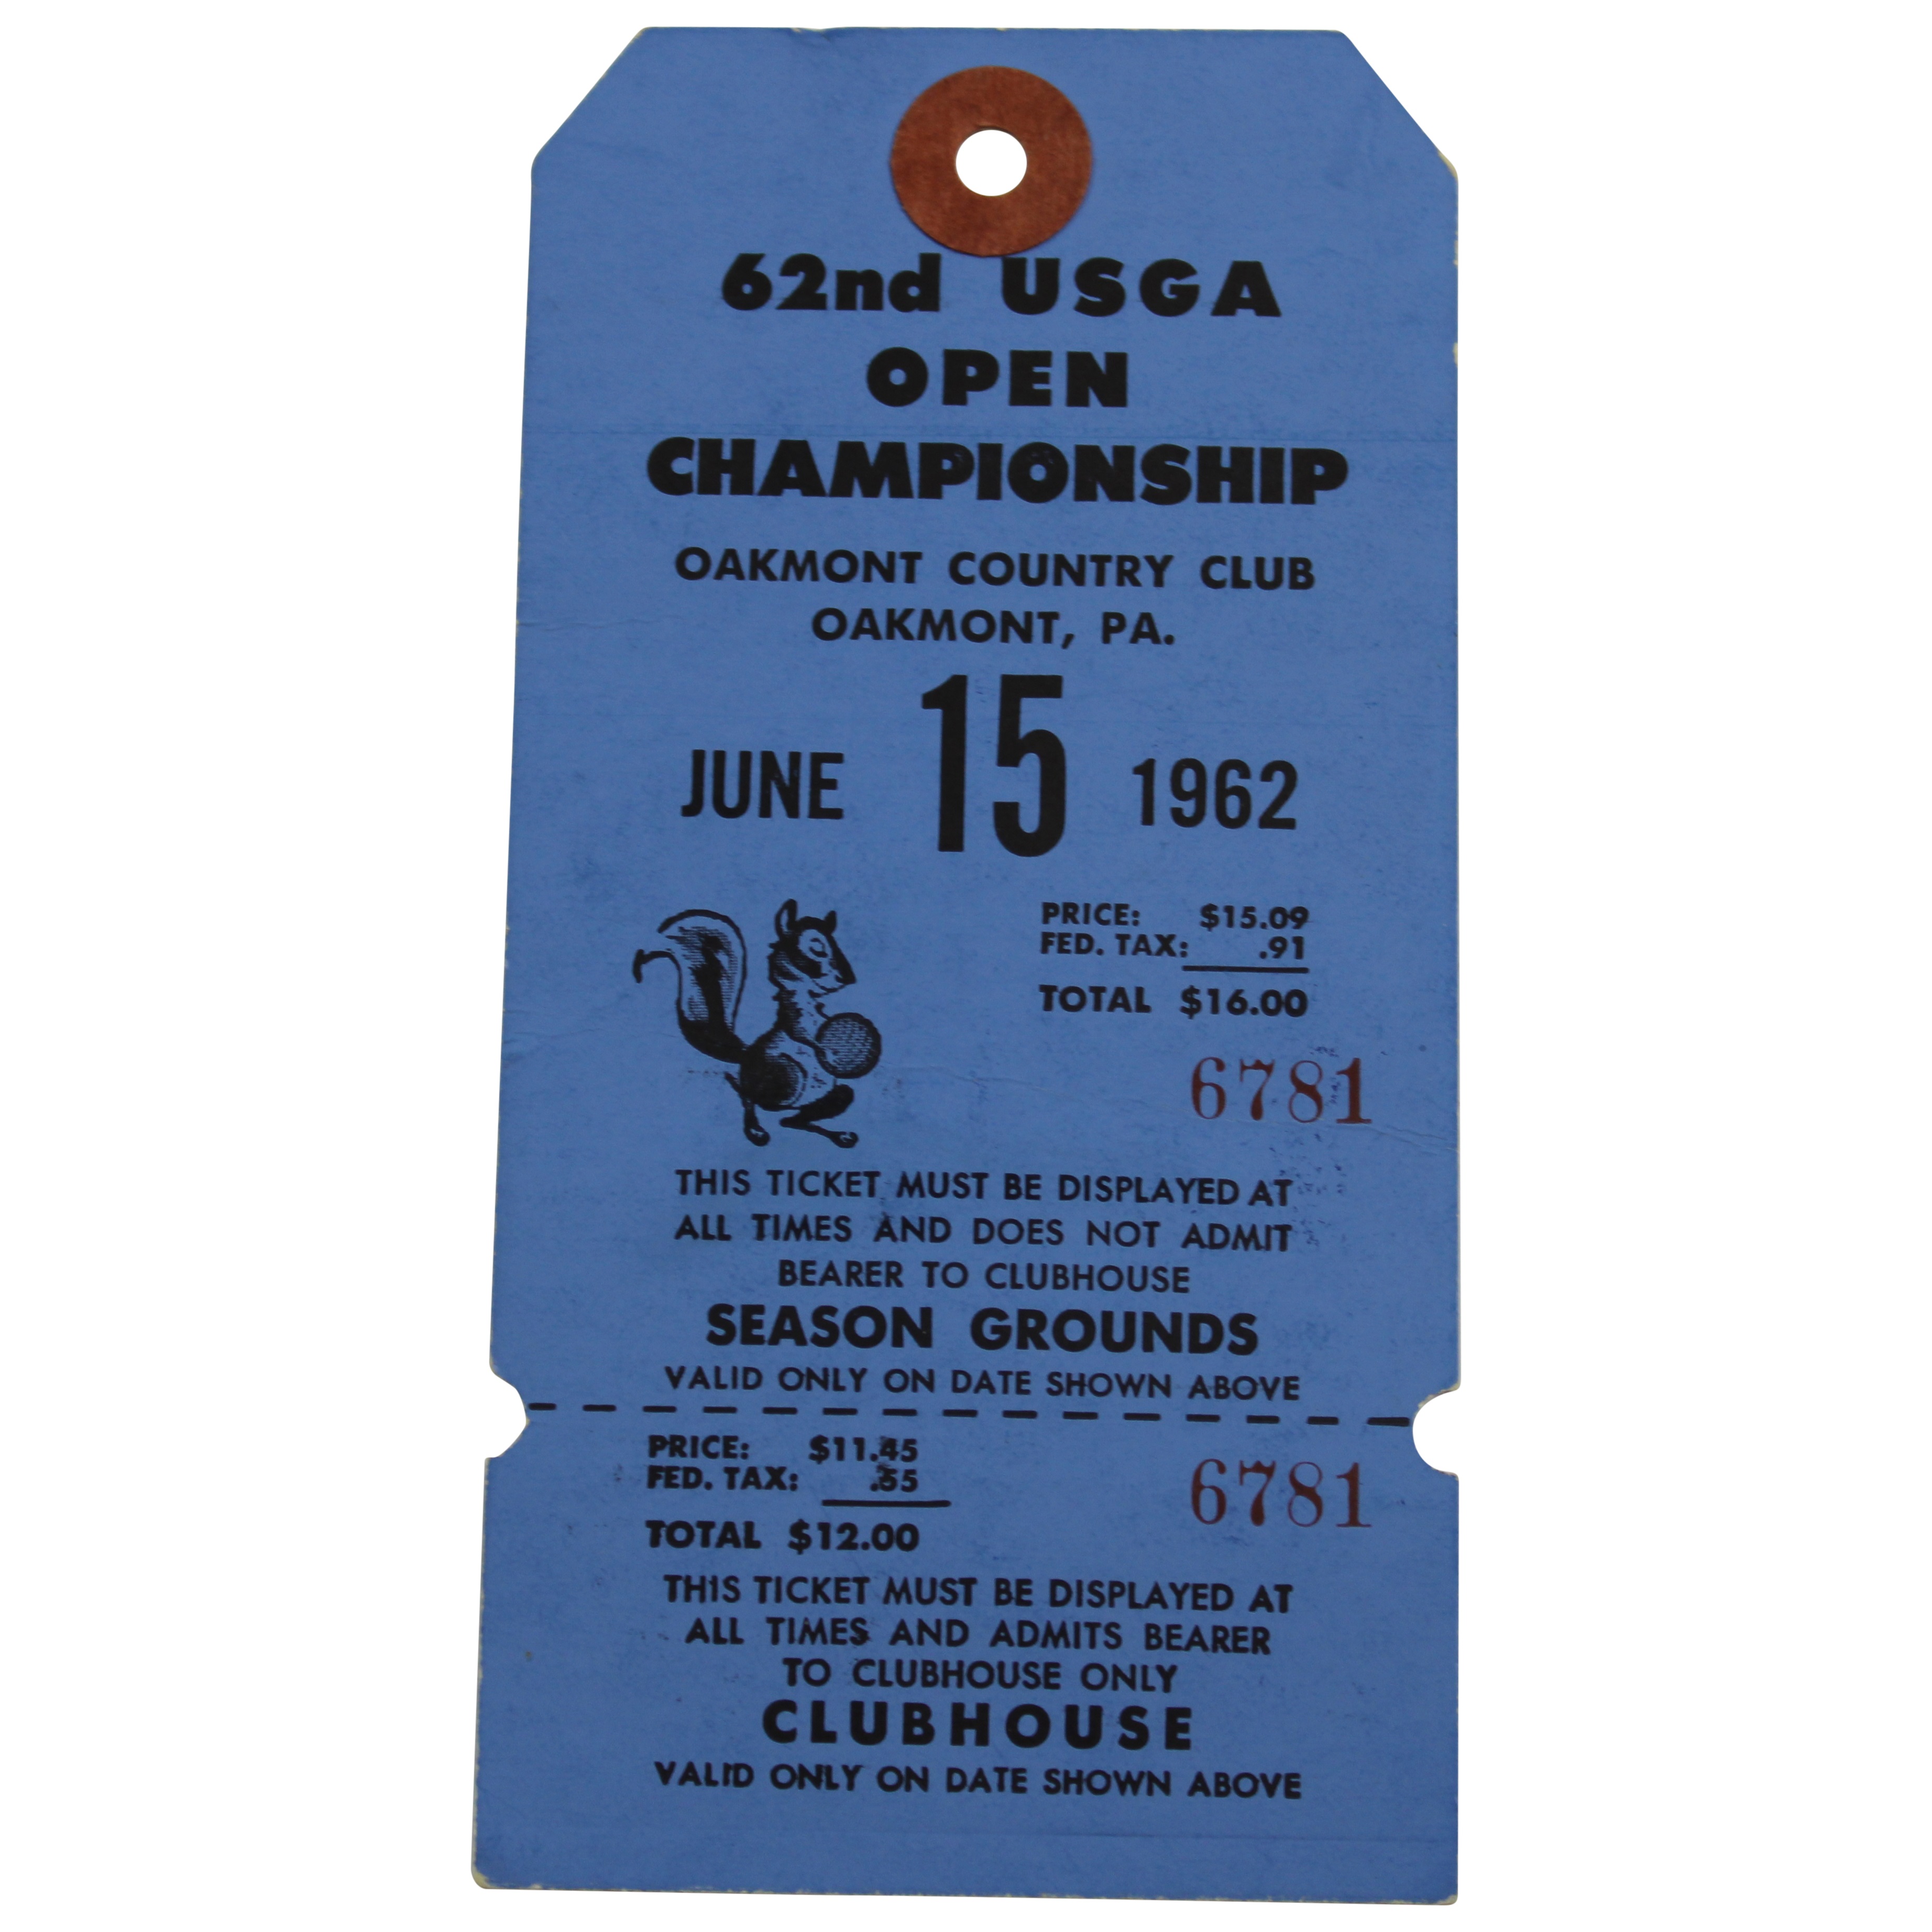 62nd USGA
OPEN
CHAMPIONSHIP
OAKMONT COUNTRY CLUB
OAKMONT, PA.
JUNE 15 1962
PRICE: $15.09
FED. TAX: .91
TOTAL $16.00
6781
THIS TICKET MUST BE DISPLAYED AT
ALL TIMES AND DOES NOT ADMIT
BEARER TO CLUBHOUSE
SEASON GROUNDS
VALID ONLY ON DATE SHOWN ABOVE
PRICE: $11.45
FED. TAX: .55
TOTAL $12.00
6781
THIS TICKET MUST BE DISPLAYED AT
ALL TIMES AND ADMITS BEARER
TO CLUBHOUSE ONLY
CLUBHOUSE
VALID ONLY ON DATE SHOWN ABOVE